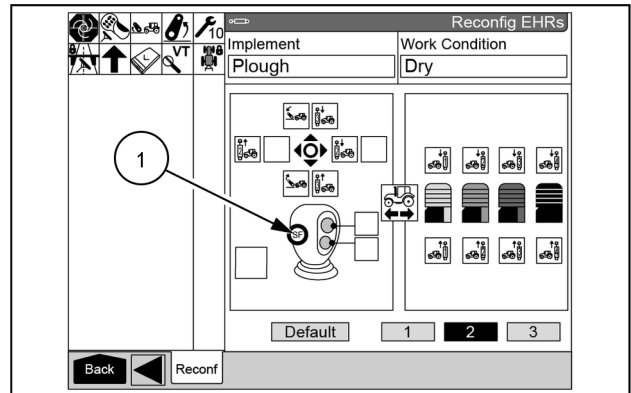 Reconfig EHRs
10
VT
Implement
Work Condition
Plough
Dry
1
SF
Default
1
2
3
Back
Reconf